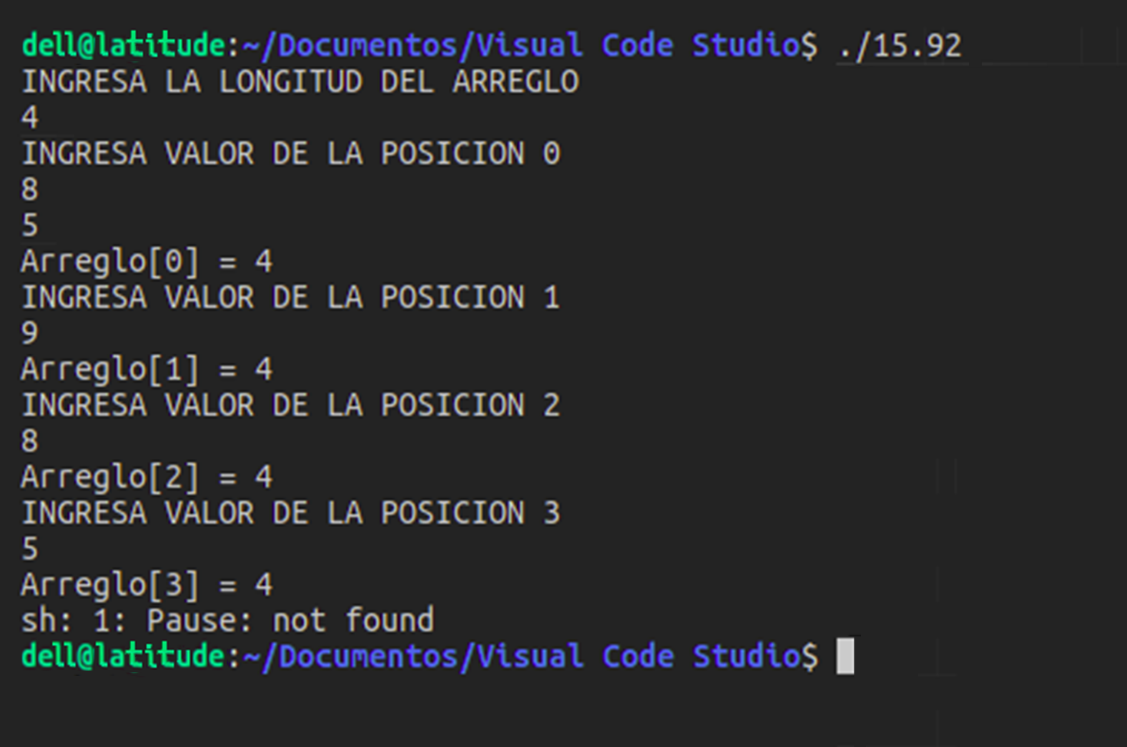 dell@latitude:~/Documentos/Visual Code Studio$ ./15.92
INGRESA LA LONGITUD DEL ARREGLO
4
INGRESA VALOR DE LA POSICION 0
8
5
Arreglo[0] = 4
INGRESA VALOR DE LA POSICION 1
9
Arreglo[1] = 4
INGRESA VALOR DE LA POSICION 2
8
Arreglo[2] = 4
INGRESA VALOR DE LA POSICION 3
5
Arreglo[3] = 4
sh: 1: Pause: not found
dell@latitude:~/Documentos/Visual Code Studio$